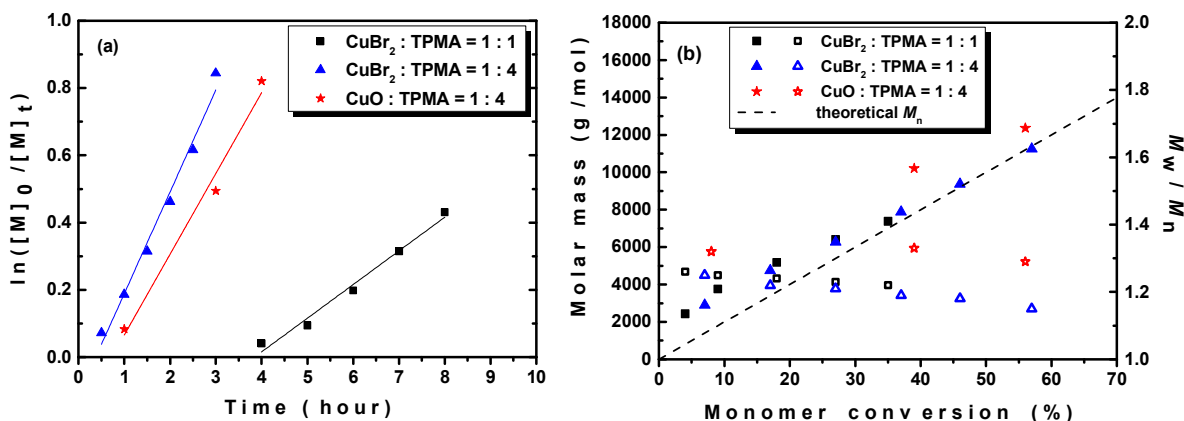 (a)
CuBr2 : TPMA = 1 : 1
CuBr2 : TPMA = 1 : 4
CuO : TPMA = 1 : 4
ln([M]0/[M]t)
1.0
0.8
0.6
0.4
0.2
0.0
0 1 2 3 4 5 6 7 8 9 10
Time (hour)
(b)
CuBr2 : TPMA = 1 : 1
CuBr2 : TPMA = 1 : 4
CuO : TPMA = 1 : 4
theoretical Mn
Molar mass (g/mol)
18000
16000
14000
12000
10000
8000
6000
4000
2000
0
0 10 20 30 40 50 60 70 80
Monomer conversion (%)
2.0
1.8
1.6
1.4
1.2
1.0
Mw/Mn